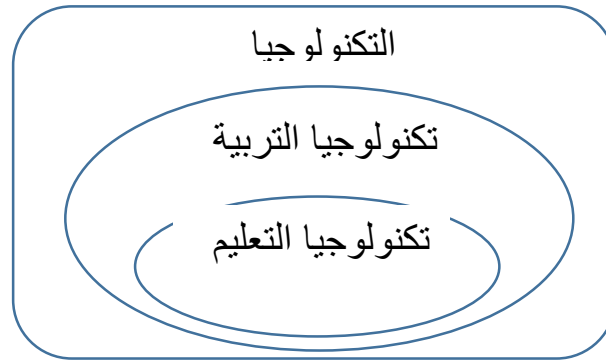 التكنولوجيا
تكنولوجيا التربية
تكنولوجيا التعليم